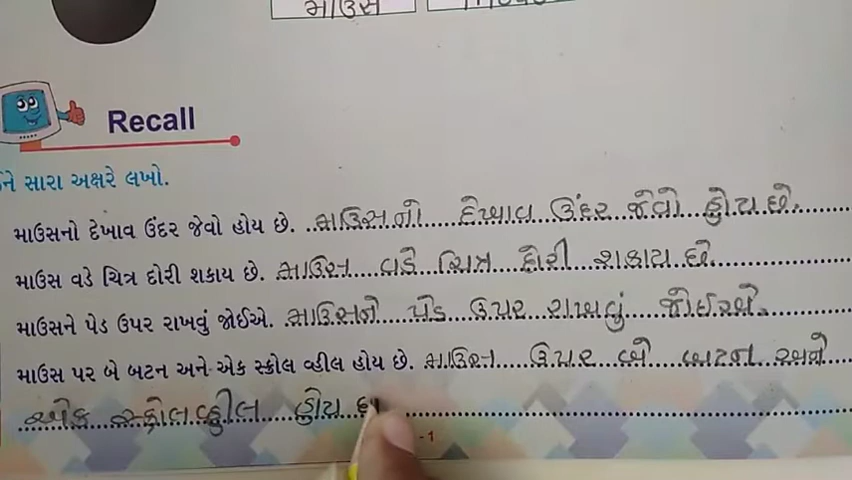 માઉસ
Recall
ને સારા અક્ષરે લખો.
માઉસનો દેખાવ ઉંદર જેવો હોય છે. માઉસનો દેખાવ ઉંદર જેવો હોય છે.
માઉસ વડે ચિત્ર દોરી શકાય છે. માઉસ વડે ચિત્ર દોરી શકાય છે.
માઉસને પેડ ઉપર રાખવું જોઈએ. માઉસને પેડ ઉપર રાખવું જોઈએ.
માઉસ પર બે બટન અને એક સ્ક્રોલ વ્હીલ હોય છે. માઉસ ઉપર બે બટન અને
એક સ્ક્રોલવ્હીલ હોય
-1